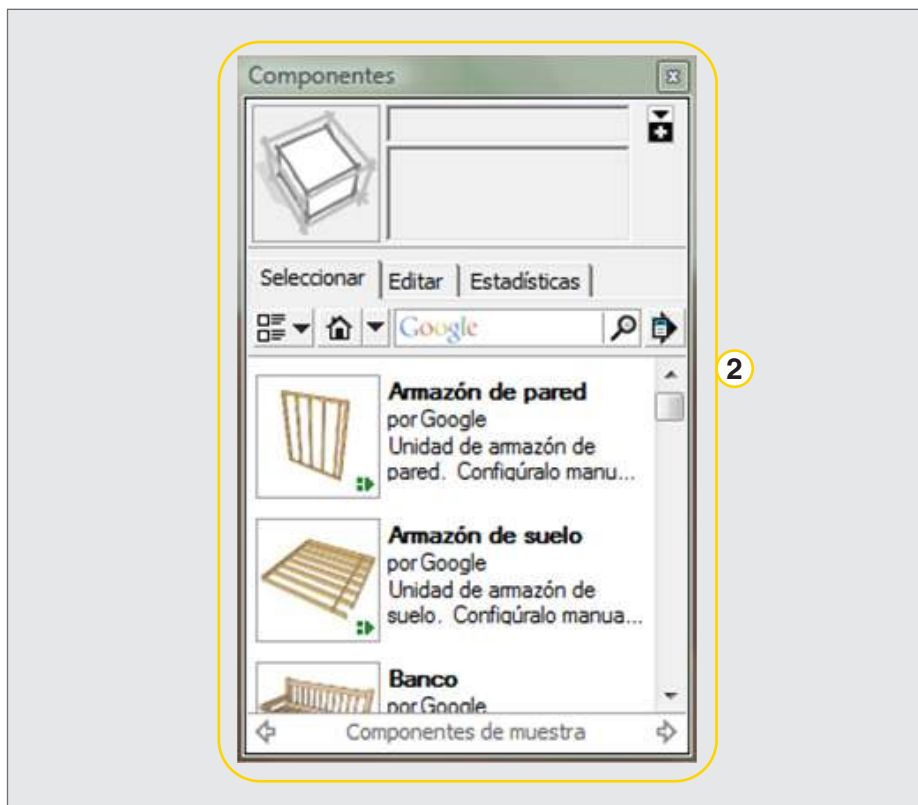 Componentes
Seleccionar
Editar
Estadísticas
Google
Armazón de pared
por Google
Unidad de armazón de
pared. Configúralo manu...
2
Armazón de suelo
por Google
Unidad de armazón de
suelo. Configúralo manua...
Banco
por Google
Componentes de muestra